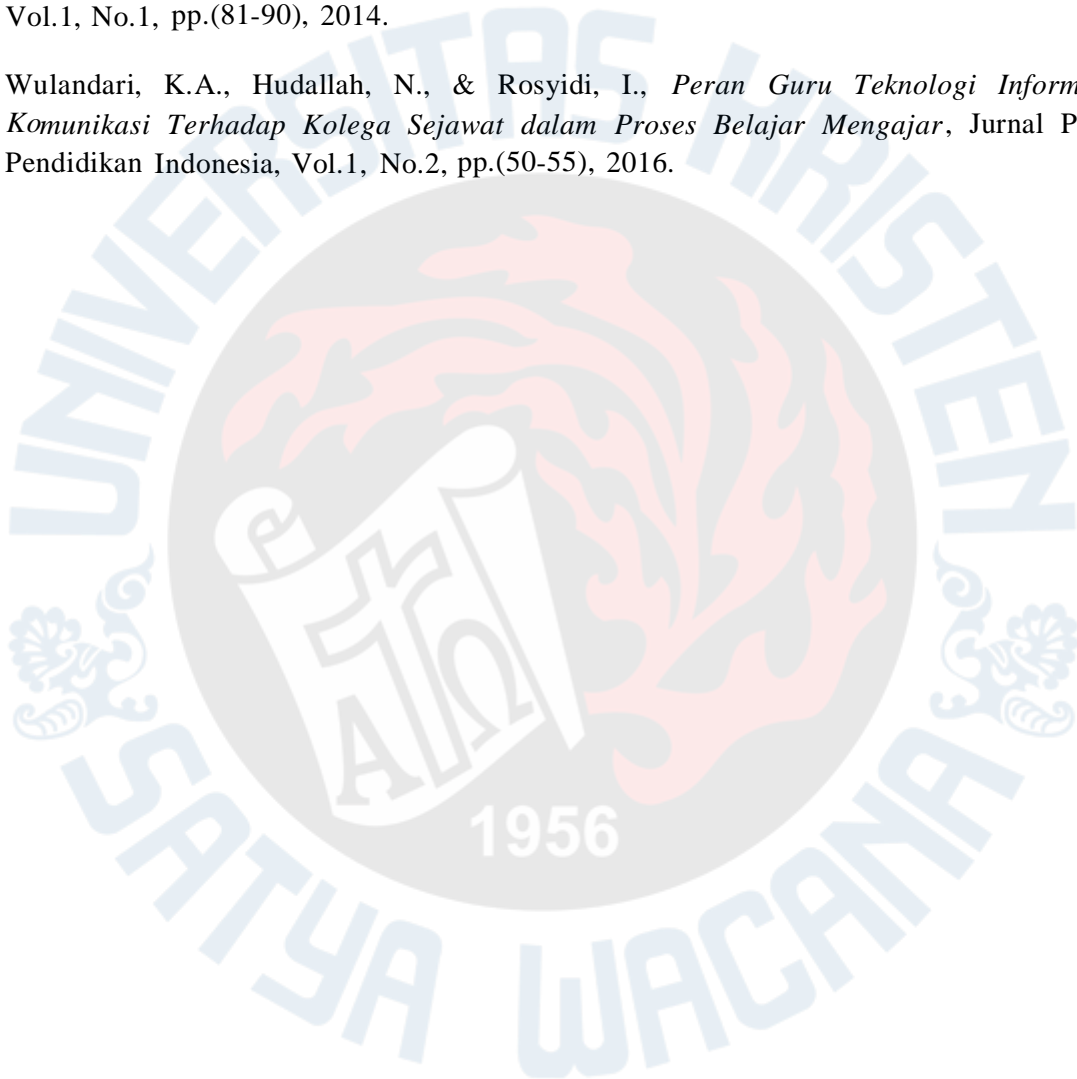 Vol.1, No.1, pp.(81-90), 2014.
Wulandari, K.A., Hudallah, N., & Rosyidi, I., Peran Guru Teknologi Inform
Komunikasi Terhadap Kolega Sejawat dalam Proses Belajar Mengajar, Jurnal P
Pendidikan Indonesia, Vol.1, No.2, pp.(50-55), 2016.
UNIVERSITAS KRISTEN
ΑΩ
1956
SATYA WACANA